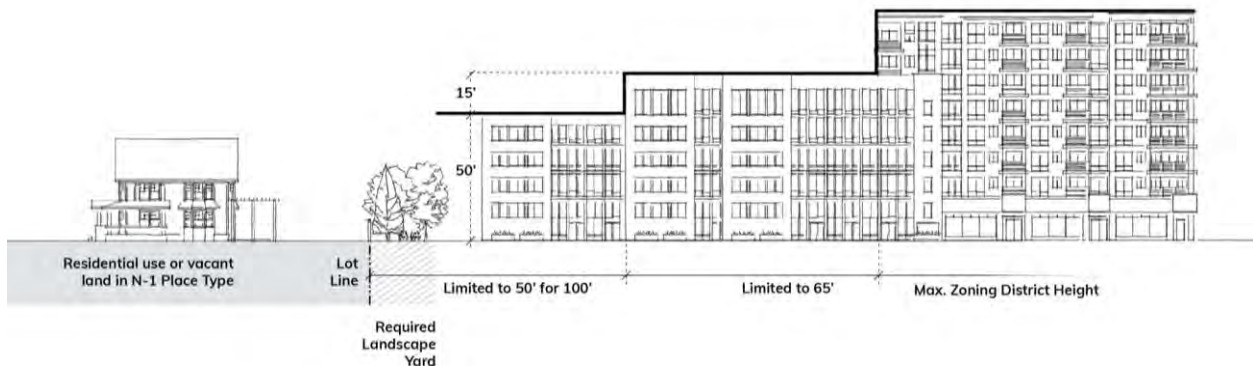 15'
50'
Residential use or vacant
land in N-1 Place Type
Lot
Line
Limited to 50' for 100'
Limited to 65'
Max. Zoning District Height
Required
Landscape
Yard